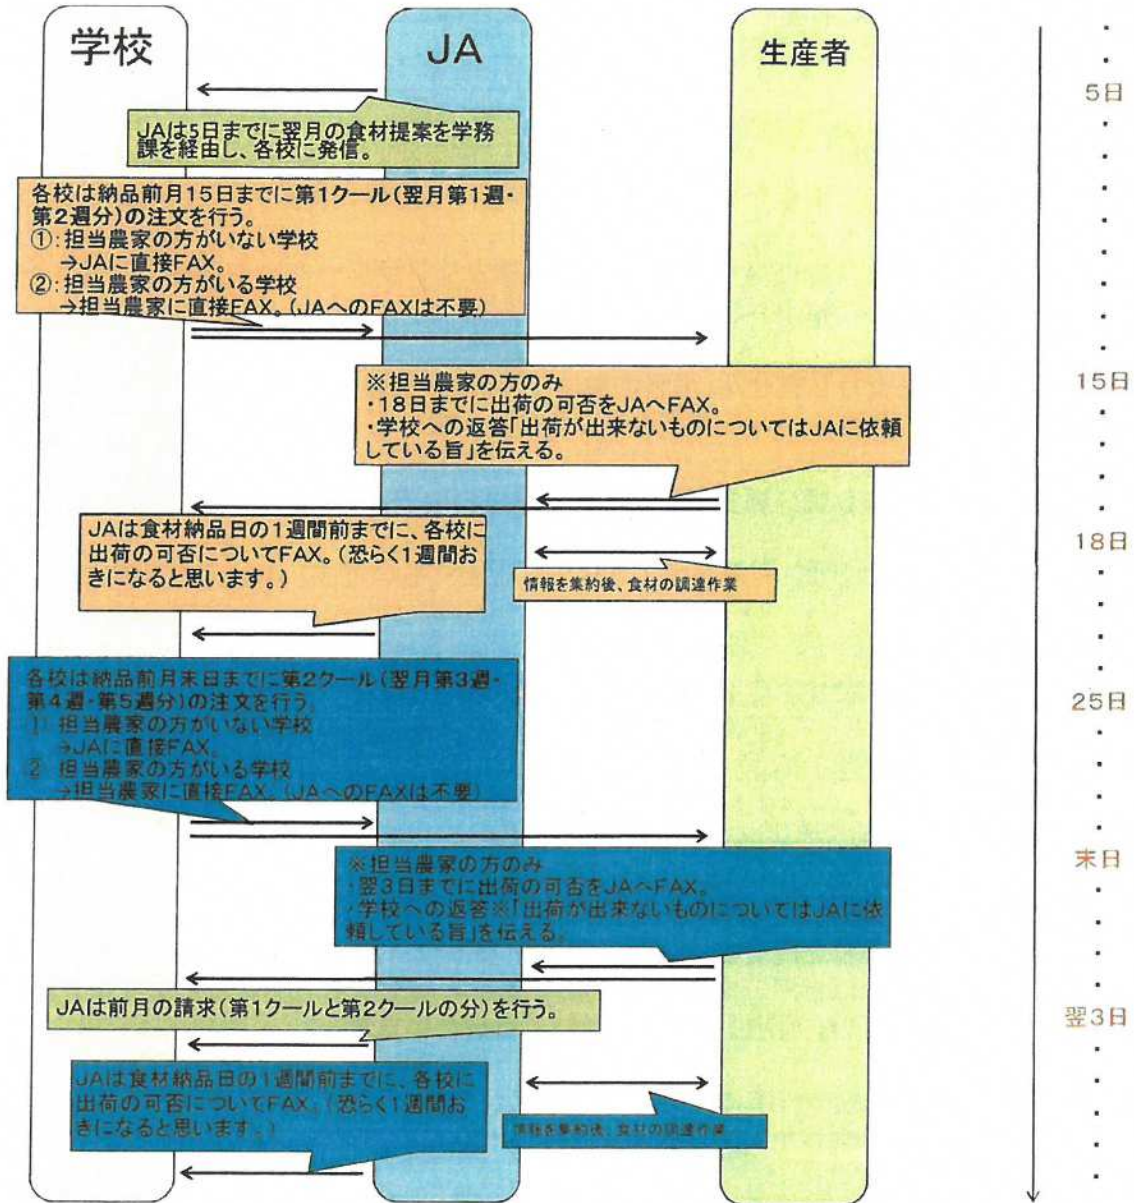 学校
JA
生産者
5日
JAは5日までに翌月の食材提案を学務
課を経由し、各校に発信。
各校は納品前月15日までに第1クール(翌月第1週・
第2週分)の注文を行う。
①:担当農家の方がいない学校
→JAに直接FAX。
②:担当農家の方がいる学校
→担当農家に直接FAX。(JAへのFAXは不要)
15日
※担当農家の方のみ
・18日までに出荷の可否をJAへFAX。
・学校への返答「出荷が出来ないものについてはJAに依頼
している旨」を伝える。
18日
JAは食材納品日の1週間前までに、各校に
出荷の可否についてFAX。(恐らく1週間お
きになると思います。)
情報を集約後、食材の調達作業
25日
各校は納品前月末日までに第2クール(翌月第3週・
第4週・第5週分)の注文を行う。
①:担当農家の方がいない学校
→JAに直接FAX。
②:担当農家の方がいる学校
→担当農家に直接FAX。(JAへのFAXは不要)
末日
※担当農家の方のみ
・翌3日までに出荷の可否をJAへFAX。
・学校への返答※「出荷が出来ないものについてはJAに依
頼している旨」を伝える。
JAは前月の請求(第1クールと第2クールの分)を行う。
翌3日
JAは食材納品日の1週間前までに、各校に
出荷の可否についてFAX。(恐らく1週間お
きになると思います。)
情報を集約後、食材の調達作業